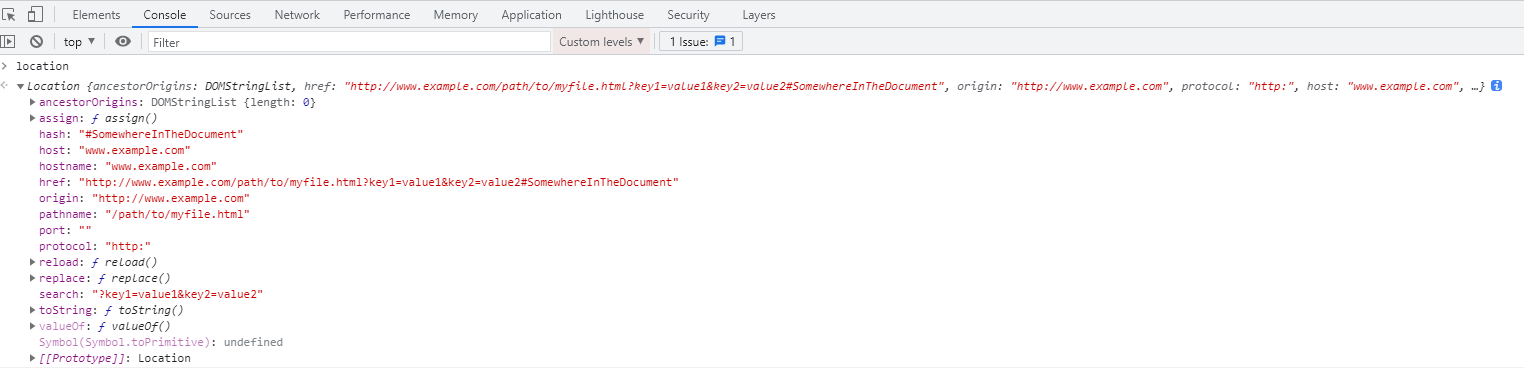 Elements Console Sources Network Performance Memory Application Lighthouse Security Layers
top Filter Custom levels 1 Issue: 1
location
Location {ancestorOrigins: DOMStringList, href: "http://www.example.com/path/to/myfile.html?key1=value1&key2=value2#SomewhereInTheDocument", origin: "http://www.example.com", protocol: "http:", host: "www.example.com", …}
ancestorOrigins: DOMStringList {length: 0}
assign: ƒ assign()
hash: "#SomewhereInTheDocument"
host: "www.example.com"
hostname: "www.example.com"
href: "http://www.example.com/path/to/myfile.html?key1=value1&key2=value2#SomewhereInTheDocument"
origin: "http://www.example.com"
pathname: "/path/to/myfile.html"
port: ""
protocol: "http:"
reload: ƒ reload()
replace: ƒ replace()
search: "?key1=value1&key2=value2"
toString: ƒ toString()
valueOf: ƒ valueOf()
Symbol(Symbol.toPrimitive): undefined
[[Prototype]]: Location